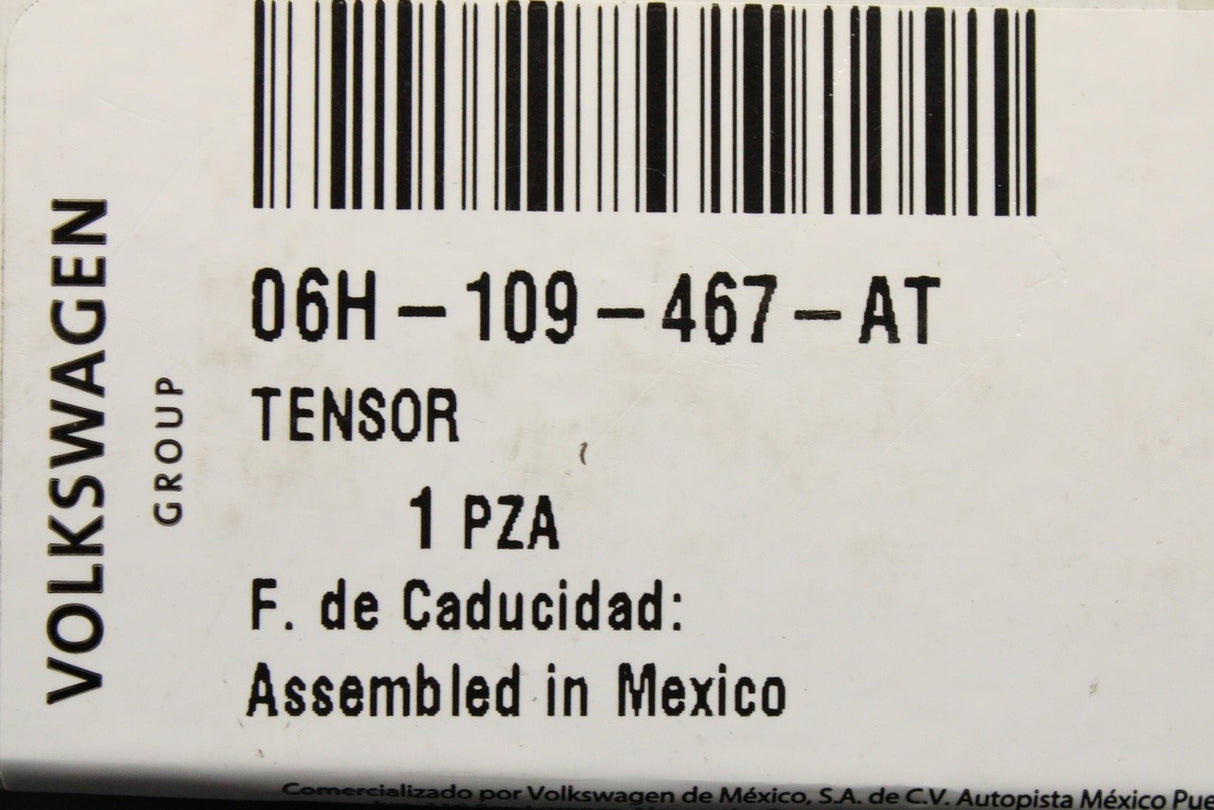 VOLKSWAGEN
GROUP
06H-109-467-AT
TENSOR
1 PZA
F. de Caducidad:
Assembled in Mexico
Comercializado por Volkswagen de México, S.A. de C.V. Autopista México